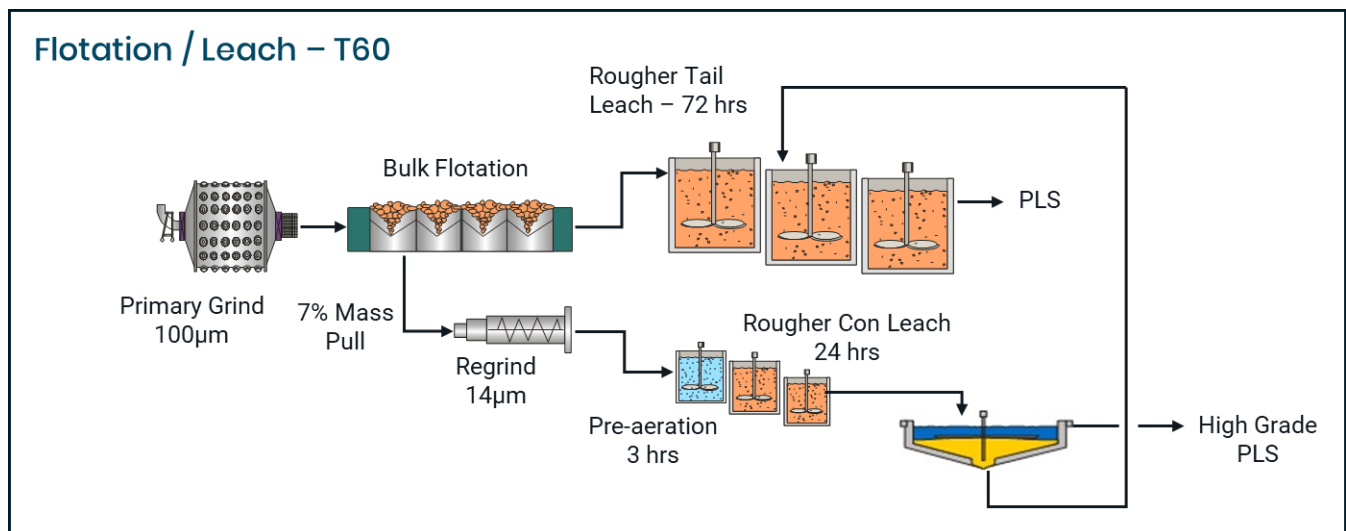 Flotation / Leach – T60
Rougher Tail
Leach – 72 hrs
Bulk Flotation
PLS
Primary Grind
100µm
7% Mass
Pull
Regrind
14µm
Rougher Con Leach
24 hrs
Pre-aeration
3 hrs
High Grade
PLS